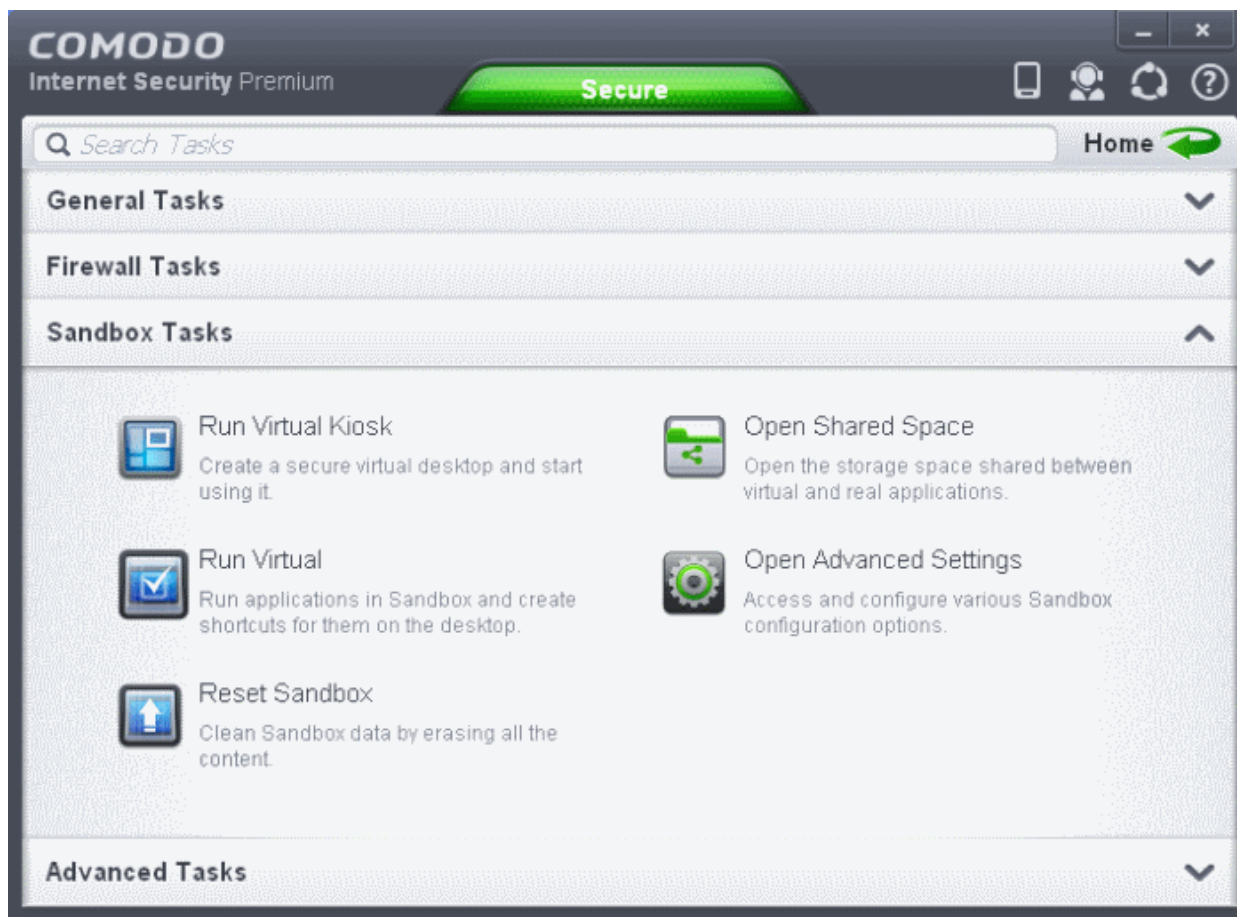 COMODO
Internet Security Premium
Secure
Search Tasks
Home
General Tasks
Firewall Tasks
Sandbox Tasks
Run Virtual Kiosk
Create a secure virtual desktop and start
using it.
Open Shared Space
Open the storage space shared between
virtual and real applications.
Run Virtual
Run applications in Sandbox and create
shortcuts for them on the desktop.
Open Advanced Settings
Access and configure various Sandbox
configuration options.
Reset Sandbox
Clean Sandbox data by erasing all the
content.
Advanced Tasks